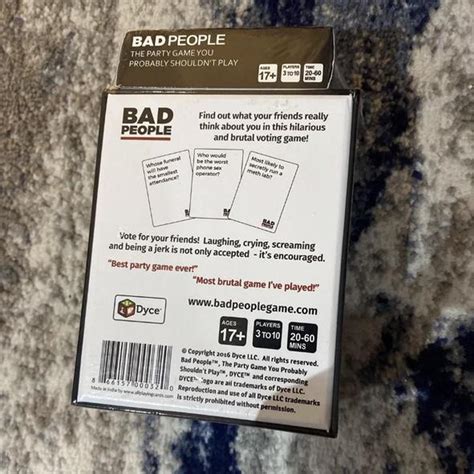 BAD PEOPLE
THE PARTY GAME YOU
PROBABLY SHOULDN'T PLAY
AGES
17+
PLAYERS
3 TO 10
TIME
20-60
MINS
BAD
PEOPLE
Find out what your friends really
think about you in this hilarious
and brutal voting game!
Whose funeral
will have
the smallest
attendance?
Who would
be the worst
phone sex
operator?
Most likely to
secretly run a
meth lab?
BAD
Vote for your friends! Laughing, crying, screaming
and being a jerk is not only accepted - it's encouraged.
"Best party game ever!"
"Most brutal game I've played!"
Dyce
www.badpeoplegame.com
AGES
17+
PLAYERS
3 TO 10
TIME
20-60
MINS
© Copyright 2016 Dyce LLC. All rights reserved.
Bad People™, The Party Game You Probably
Shouldn't Play™, DYCE™ and corresponding
DYCE™ logo are all trademarks of Dyce LLC.
Reproduction and use of all Dyce LLC trademarks
is strictly prohibited without permission.
Made in India by www.allplayingcards.com